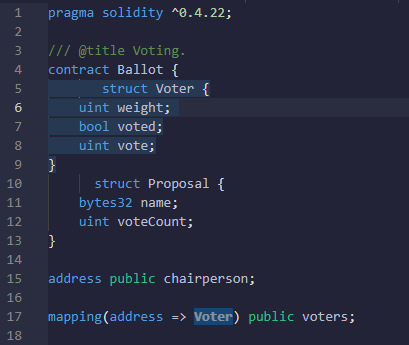 1 pragma solidity ^0.4.22;
2
3 /// @title Voting.
4 contract Ballot {
5 struct Voter {
6 uint weight;
7 bool voted;
8 uint vote;
9 }
10 struct Proposal {
11 bytes32 name;
12 uint voteCount;
13 }
14
15 address public chairperson;
16
17 mapping(address => Voter) public voters;
18